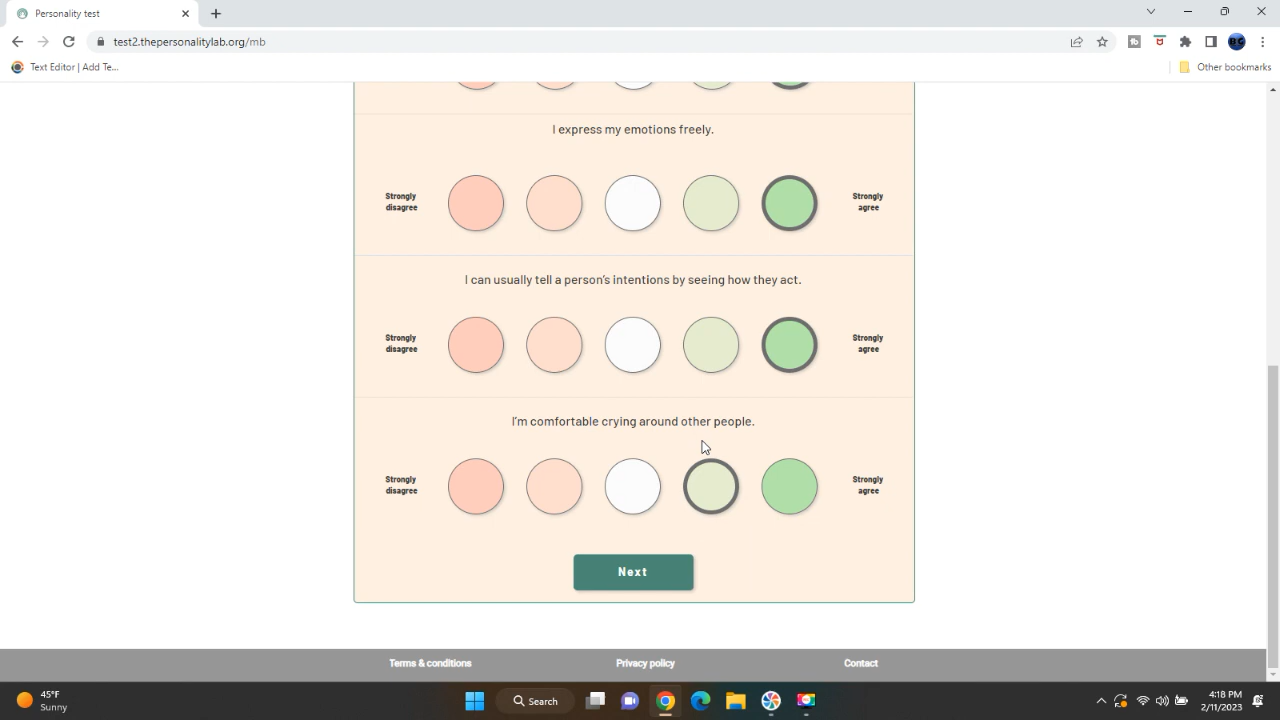 Personality test
test2.thepersonalitylab.org/mb
Text Editor | Add Te...
Other bookmarks
I express my emotions freely.
Strongly
disagree
Strongly
agree
I can usually tell a person's intentions by seeing how they act.
Strongly
disagree
Strongly
agree
I'm comfortable crying around other people.
Strongly
disagree
Strongly
agree
Next
Terms & conditions
Privacy policy
Contact
45°F
Sunny
Search
4:18 PM
2/11/2023